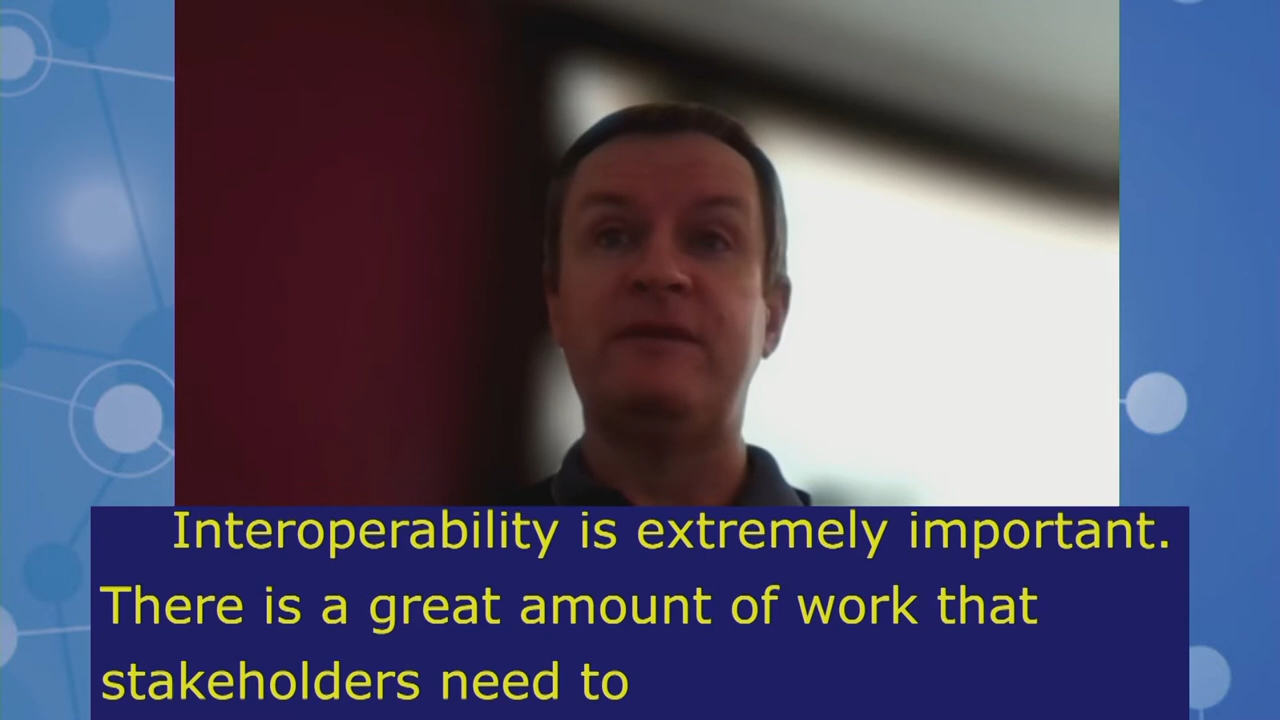 Interoperability is extremely important.
There is a great amount of work that
stakeholders need to